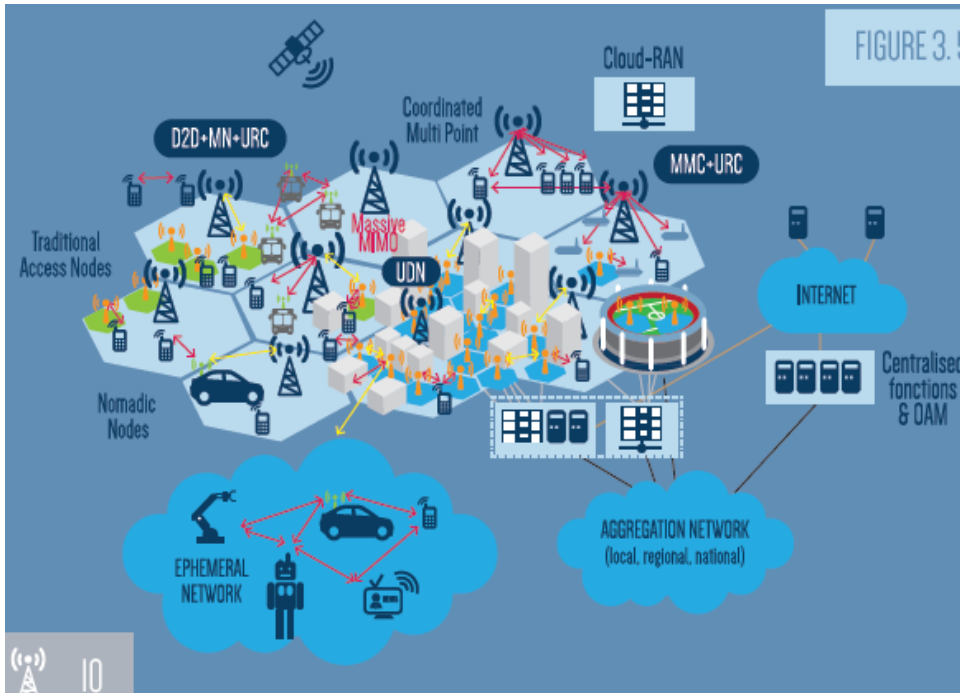 FIGURE 3.5
Cloud-RAN
Coordinated
Multi Point
D2D+MN+URC
MMC+URC
Massive
MIMO
Traditional
Access Nodes
UDN
INTERNET
Centralised
fonctions
& OAM
Nomadic
Nodes
AGGREGATION NETWORK
(local, regional, national)
EPHEMERAL
NETWORK
10